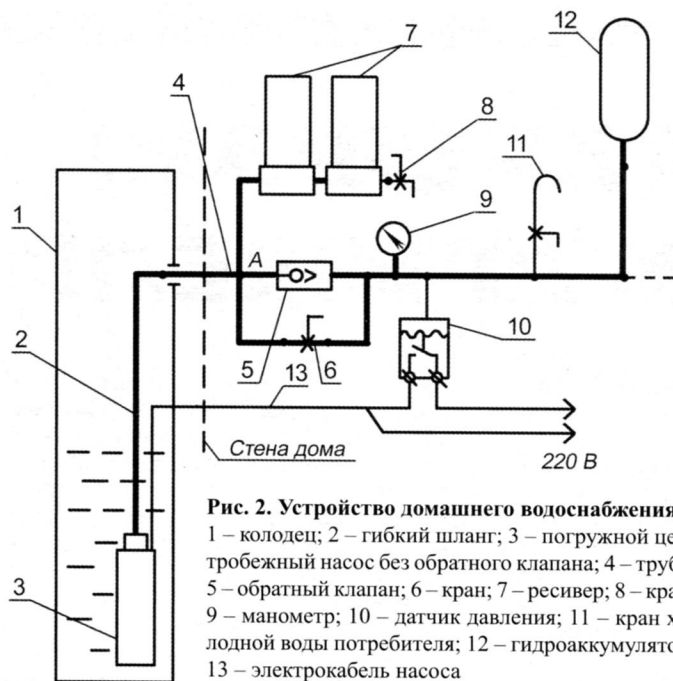 7
12
4
8
11
9
1
A
10
2
5
6
13
Стена дома
220 В
3
Рис. 2. Устройство домашнего водоснабжения
1 – колодец; 2 – гибкий шланг; 3 – погружной це
тробежный насос без обратного клапана; 4 – труб
5 – обратный клапан; 6 – кран; 7 – ресивер; 8 – кра
9 – манометр; 10 – датчик давления; 11 – кран х
лодной воды потребителя; 12 – гидроаккумулято
13 – электрокабель насоса